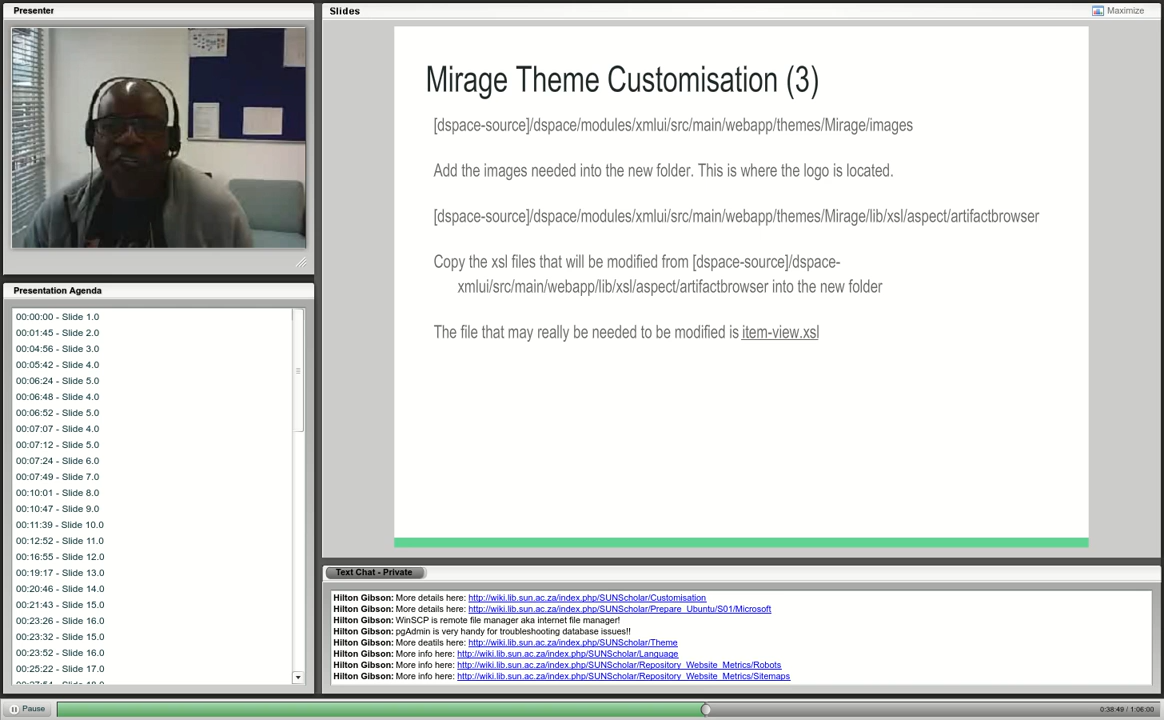 Presenter
Slides
Maximize
Mirage Theme Customisation (3)
[dspace-source]/dspace/modules/xmlui/src/main/webapp/themes/Mirage/images
Add the images needed into the new folder. This is where the logo is located.
[dspace-source]/dspace/modules/xmlui/src/main/webapp/themes/Mirage/lib/xsl/aspect/artifactbrowser
Copy the xsl files that will be modified from [dspace-source]/dspace-
xmlui/src/main/webapp/lib/xsl/aspect/artifactbrowser into the new folder
The file that may really be needed to be modified is item-view.xsl
Presentation Agenda
00:00:00 - Slide 1.0
00:01:45 - Slide 2.0
00:04:56 - Slide 3.0
00:05:42 - Slide 4.0
00:06:24 - Slide 5.0
00:06:48 - Slide 4.0
00:06:52 - Slide 5.0
00:07:07 - Slide 4.0
00:07:12 - Slide 5.0
00:07:24 - Slide 6.0
00:07:49 - Slide 7.0
00:10:01 - Slide 8.0
00:10:47 - Slide 9.0
00:11:39 - Slide 10.0
00:12:52 - Slide 11.0
00:16:55 - Slide 12.0
00:19:17 - Slide 13.0
00:20:46 - Slide 14.0
00:21:43 - Slide 15.0
00:23:26 - Slide 16.0
00:23:32 - Slide 15.0
00:23:52 - Slide 16.0
00:25:22 - Slide 17.0
Text Chat - Private
Hilton Gibson: More details here: http://wiki.lib.sun.ac.za/index.php/SUNScholar/Customisation
Hilton Gibson: More details here: http://wiki.lib.sun.ac.za/index.php/SUNScholar/Prepare_Ubuntu/S01/Microsoft
Hilton Gibson: WinSCP is remote file manager aka internet file manager!
Hilton Gibson: pgAdmin is very handy for troubleshooting database issues!!
Hilton Gibson: More deatils here: http://wiki.lib.sun.ac.za/index.php/SUNScholar/Theme
Hilton Gibson: More info here: http://wiki.lib.sun.ac.za/index.php/SUNScholar/Language
Hilton Gibson: More info here: http://wiki.lib.sun.ac.za/index.php/SUNScholar/Repository_Website_Metrics/Robots
Hilton Gibson: More info here: http://wiki.lib.sun.ac.za/index.php/SUNScholar/Repository_Website_Metrics/Sitemaps
Pause
0:38:49 / 1:06:00